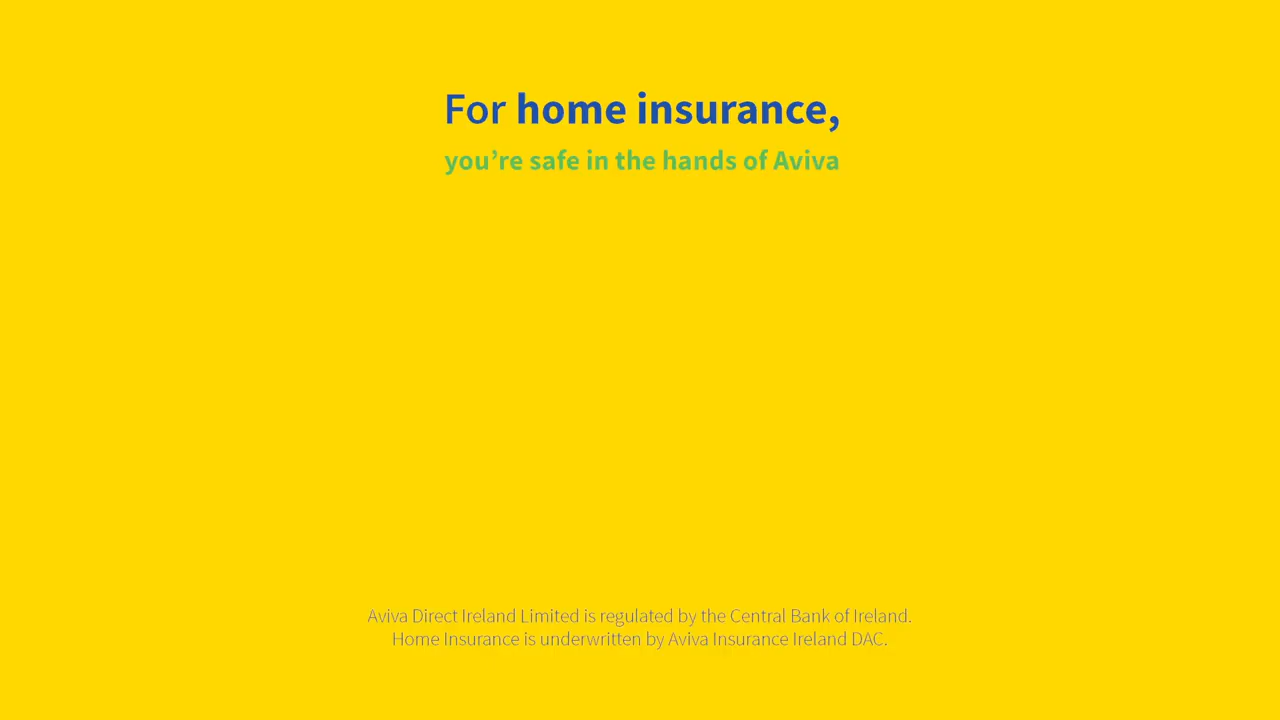 For home insurance,
you’re safe in the hands of Aviva
Aviva Direct Ireland Limited is regulated by the Central Bank of Ireland.
Home Insurance is underwritten by Aviva Insurance Ireland DAC.